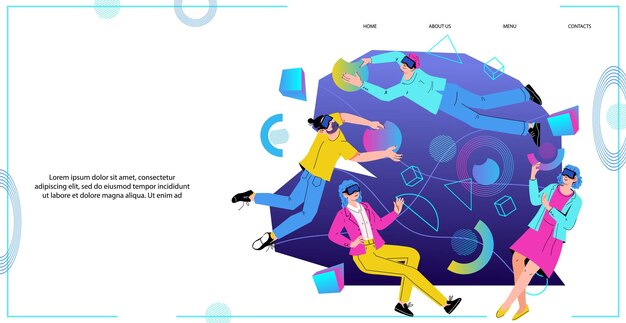 HOME ABOUT US MENU CONTACTS
Lorem ipsum dolor sit amet, consectetur
adipiscing elit, sed do eiusmod tempor incididunt
ut labore et dolore magna aliqua. Ut enim ad